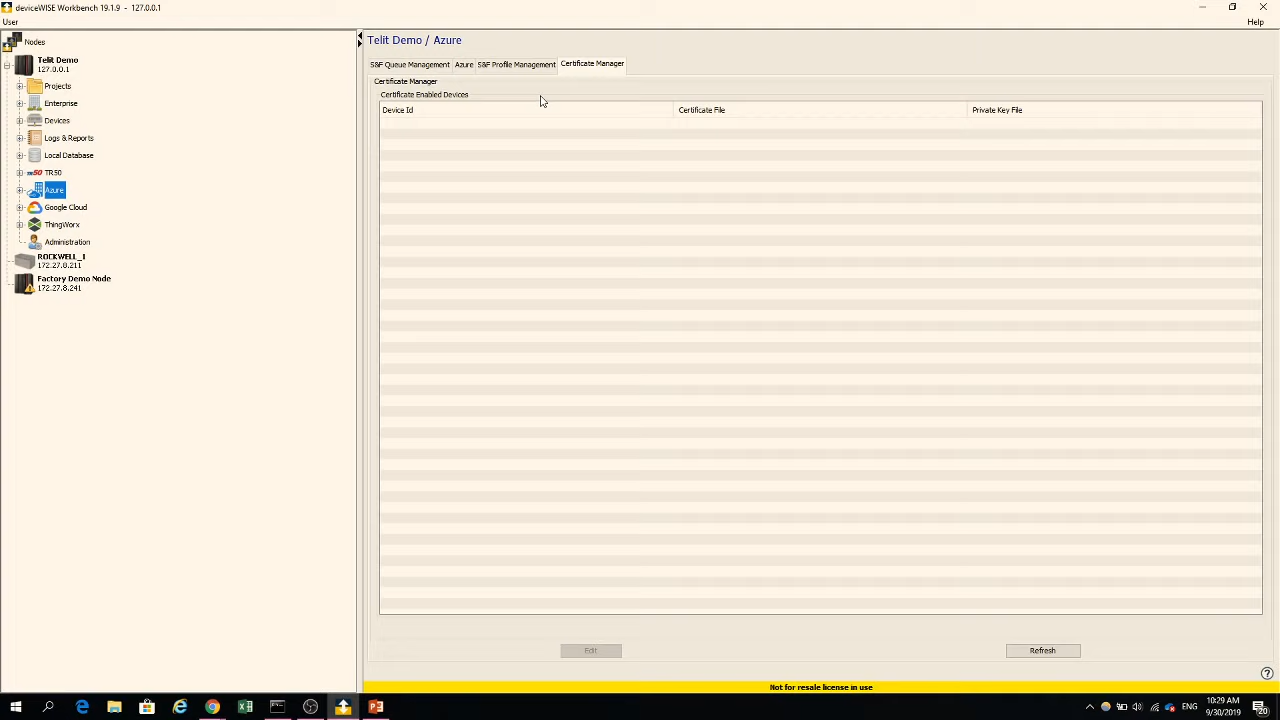 deviceWISE Workbench 19.1.9 - 127.0.0.1
User
Help
Nodes
Telit Demo
127.0.0.1
Projects
Enterprise
Devices
Logs & Reports
Local Database
TR50 TR50
Azure
Google Cloud
ThingWorx
Administration
ROCKWELL_1
172.27.8.211
Factory Demo Node
172.27.8.241
Telit Demo / Azure
S&F Queue Management Azure S&F Profile Management Certificate Manager
Certificate Manager
Certificate Enabled Devices
Device Id Certificate File Private Key File
Edit Refresh
Not for resale license in use
ENG
10:29 AM
9/30/2019
20